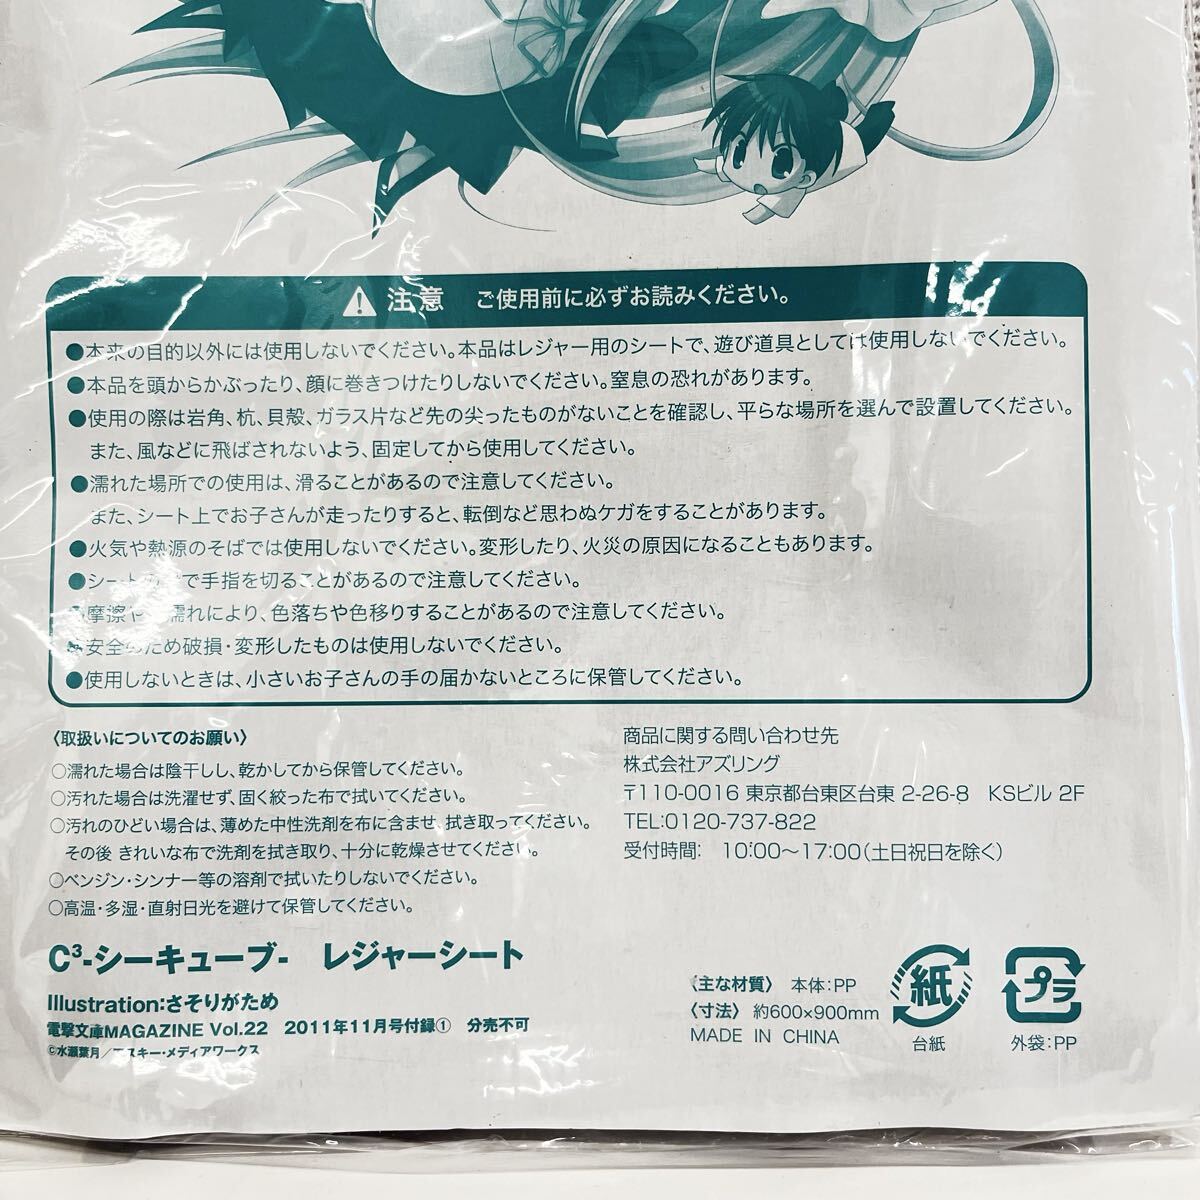 注意 ご使用前に必ずお読みください。
●本来の目的以外には使用しないでください。本品はレジャー用のシートで、遊び道具としては使用しないでください。
●本品を頭からかぶったり、顔に巻きつけたりしないでください。窒息の恐れがあります。
●使用の際は岩角、杭、貝殻、ガラス片など先の尖ったものがないことを確認し、平らな場所を選んで設置してください。
また、風などに飛ばされないよう、固定してから使用してください。
●濡れた場所での使用は、滑ることがあるので注意してください。
また、シート上でお子さんが走ったりすると、転倒など思わぬケガをすることがあります。
●火気や熱源のそばでは使用しないでください。変形したり、火災の原因になることもあります。
●シートの で手指を切ることがあるので注意してください。
●摩擦や 濡れにより、色落ちや色移りすることがあるので注意してください。
●安全のため破損・変形したものは使用しないでください。
●使用しないときは、小さいお子さんの手の届かないところに保管してください。
〈取扱いについてのお願い〉
○濡れた場合は陰干しし、乾かしてから保管してください。
○汚れた場合は洗濯せず、固く絞った布で拭いてください。
○汚れのひどい場合は、薄めた中性洗剤を布に含ませ、拭き取ってください。
その後 きれいな布で洗剤を拭き取り、十分に乾燥させてください。
○ベンジン・シンナー等の溶剤で拭いたりしないでください。
○高温・多湿・直射日光を避けて保管してください。
商品に関する問い合わせ先
株式会社アズリング
〒110-0016 東京都台東区台東 2-26-8 KSビル 2F
TEL:0120-737-822
受付時間: 10:00〜17:00(土日祝日を除く)
C³-シーキューブ- レジャーシート
Illustration:さそりがため
電撃文庫MAGAZINE Vol.22 2011年11月号付録① 分売不可
©水瀬葉月/アスキー・メディアワークス
〈主な材質〉 本体:PP
〈寸法〉 約600×900mm
MADE IN CHINA
紙
台紙
プラ
外袋:PP